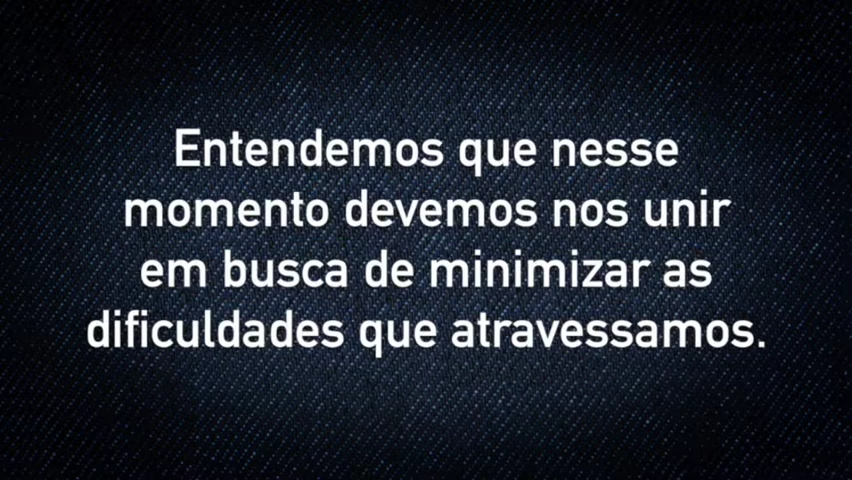 Entendemos que nesse
momento devemos nos unir
em busca de minimizar as
dificuldades que atravessamos.